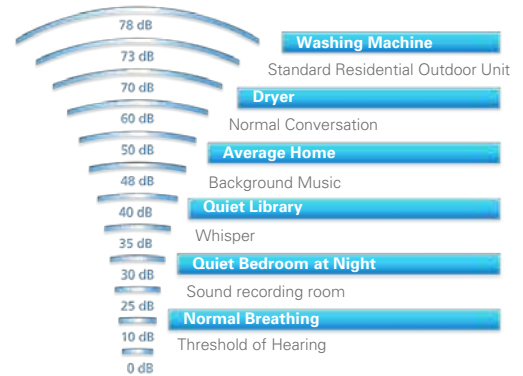 78 dB
Washing Machine
73 dB
Standard Residential Outdoor Unit
70 dB
Dryer
60 dB
Normal Conversation
50 dB
Average Home
48 dB
Background Music
40 dB
Quiet Library
35 dB
Whisper
30 dB
Quiet Bedroom at Night
25 dB
Sound recording room
10 dB
Normal Breathing
0 dB
Threshold of Hearing